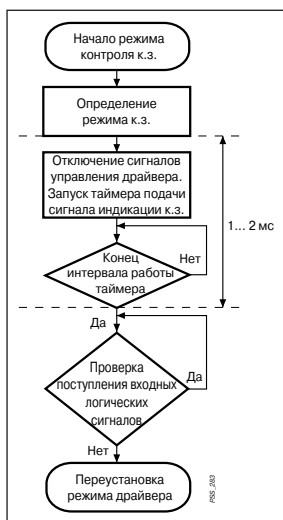 Начало режима
контроля к.з.
Определение
режима к.з.
Отключение сигналов
управления драйвера.
Запуск таймера подачи
сигнала индикации к.з.
1... 2 мс
Конец
интервала работы
таймера
Нет
Да
Проверка
поступления входных
логических
сигналов
Да
Нет
Переустановка
режима драйвера
PSS_283